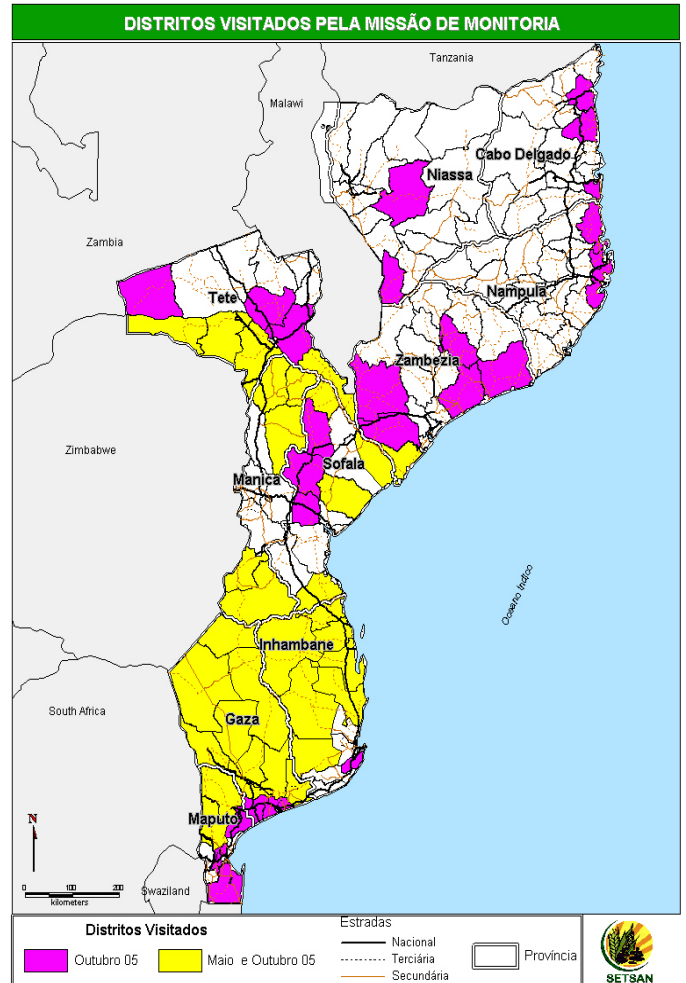 DISTRITOS VISITADOS PELA MISSÃO DE MONITORIA
Tanzania
Malawi
Cabo Delgado
Niassa
Zambia
Tete
Nampula
Zambezia
Zimbabwe
Sofala
Manica
Oceano Indico
Inhambane
South Africa
Gaza
Maputo
N
Swaziland
0 100 200
kilometers
Distritos Visitados
Outubro 05
Maio e Outubro 05
Estradas
Nacional
Terciária
Secundária
Província
SETSAN